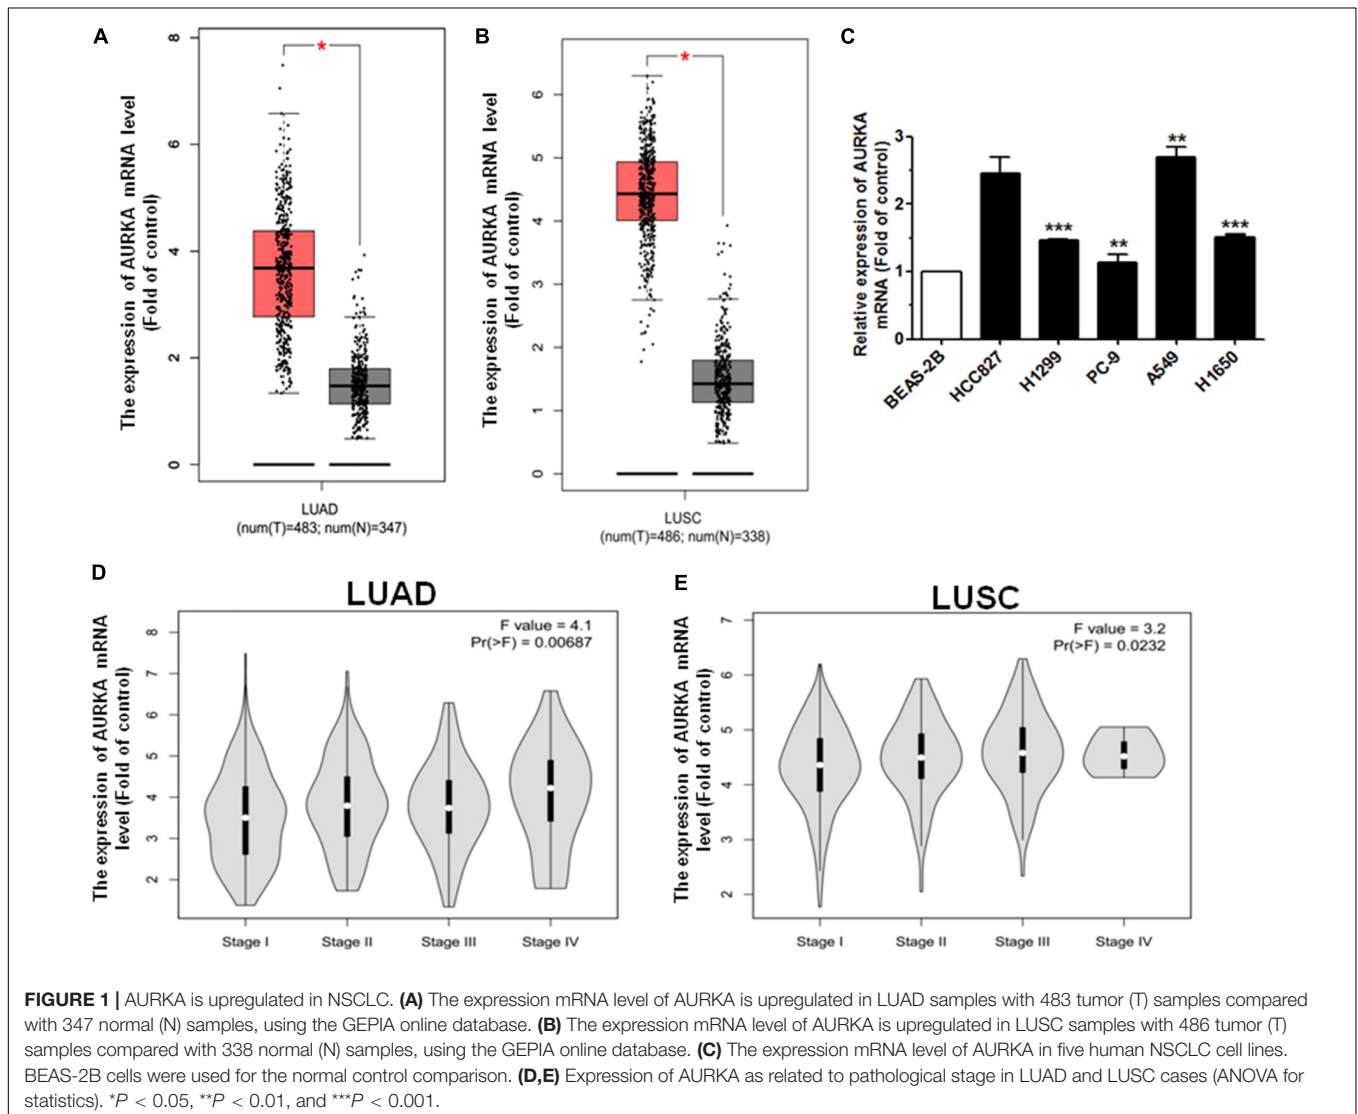 A
The expression of AURKA mRNA level
(Fold of control)
8
6
4
2
0
*
LUAD
(num(T)=483; num(N)=347)
B
The expression of AURKA mRNA level
(Fold of control)
6
5
4
3
2
1
0
*
LUSC
(num(T)=486; num(N)=338)
C
Relative expression of AURKA
mRNA (Fold of control)
3
2
1
0
***
**
**
***
BEAS-2B
HCC827
H1299
PC-9
A549
H1650
D
LUAD
The expression of AURKA mRNA
level (Fold of control)
8
7
6
5
4
3
2
F value = 4.1
Pr(>F) = 0.00687
Stage I
Stage II
Stage III
Stage IV
E
LUSC
The expression of AURKA mRNA
level (Fold of control)
7
6
5
4
3
2
F value = 3.2
Pr(>F) = 0.0232
Stage I
Stage II
Stage III
Stage IV
FIGURE 1 | AURKA is upregulated in NSCLC. (A) The expression mRNA level of AURKA is upregulated in LUAD samples with 483 tumor (T) samples compared
with 347 normal (N) samples, using the GEPIA online database. (B) The expression mRNA level of AURKA is upregulated in LUSC samples with 486 tumor (T)
samples compared with 338 normal (N) samples, using the GEPIA online database. (C) The expression mRNA level of AURKA in five human NSCLC cell lines.
BEAS-2B cells were used for the normal control comparison. (D,E) Expression of AURKA as related to pathological stage in LUAD and LUSC cases (ANOVA for
statistics). *P < 0.05, **P < 0.01, and ***P < 0.001.